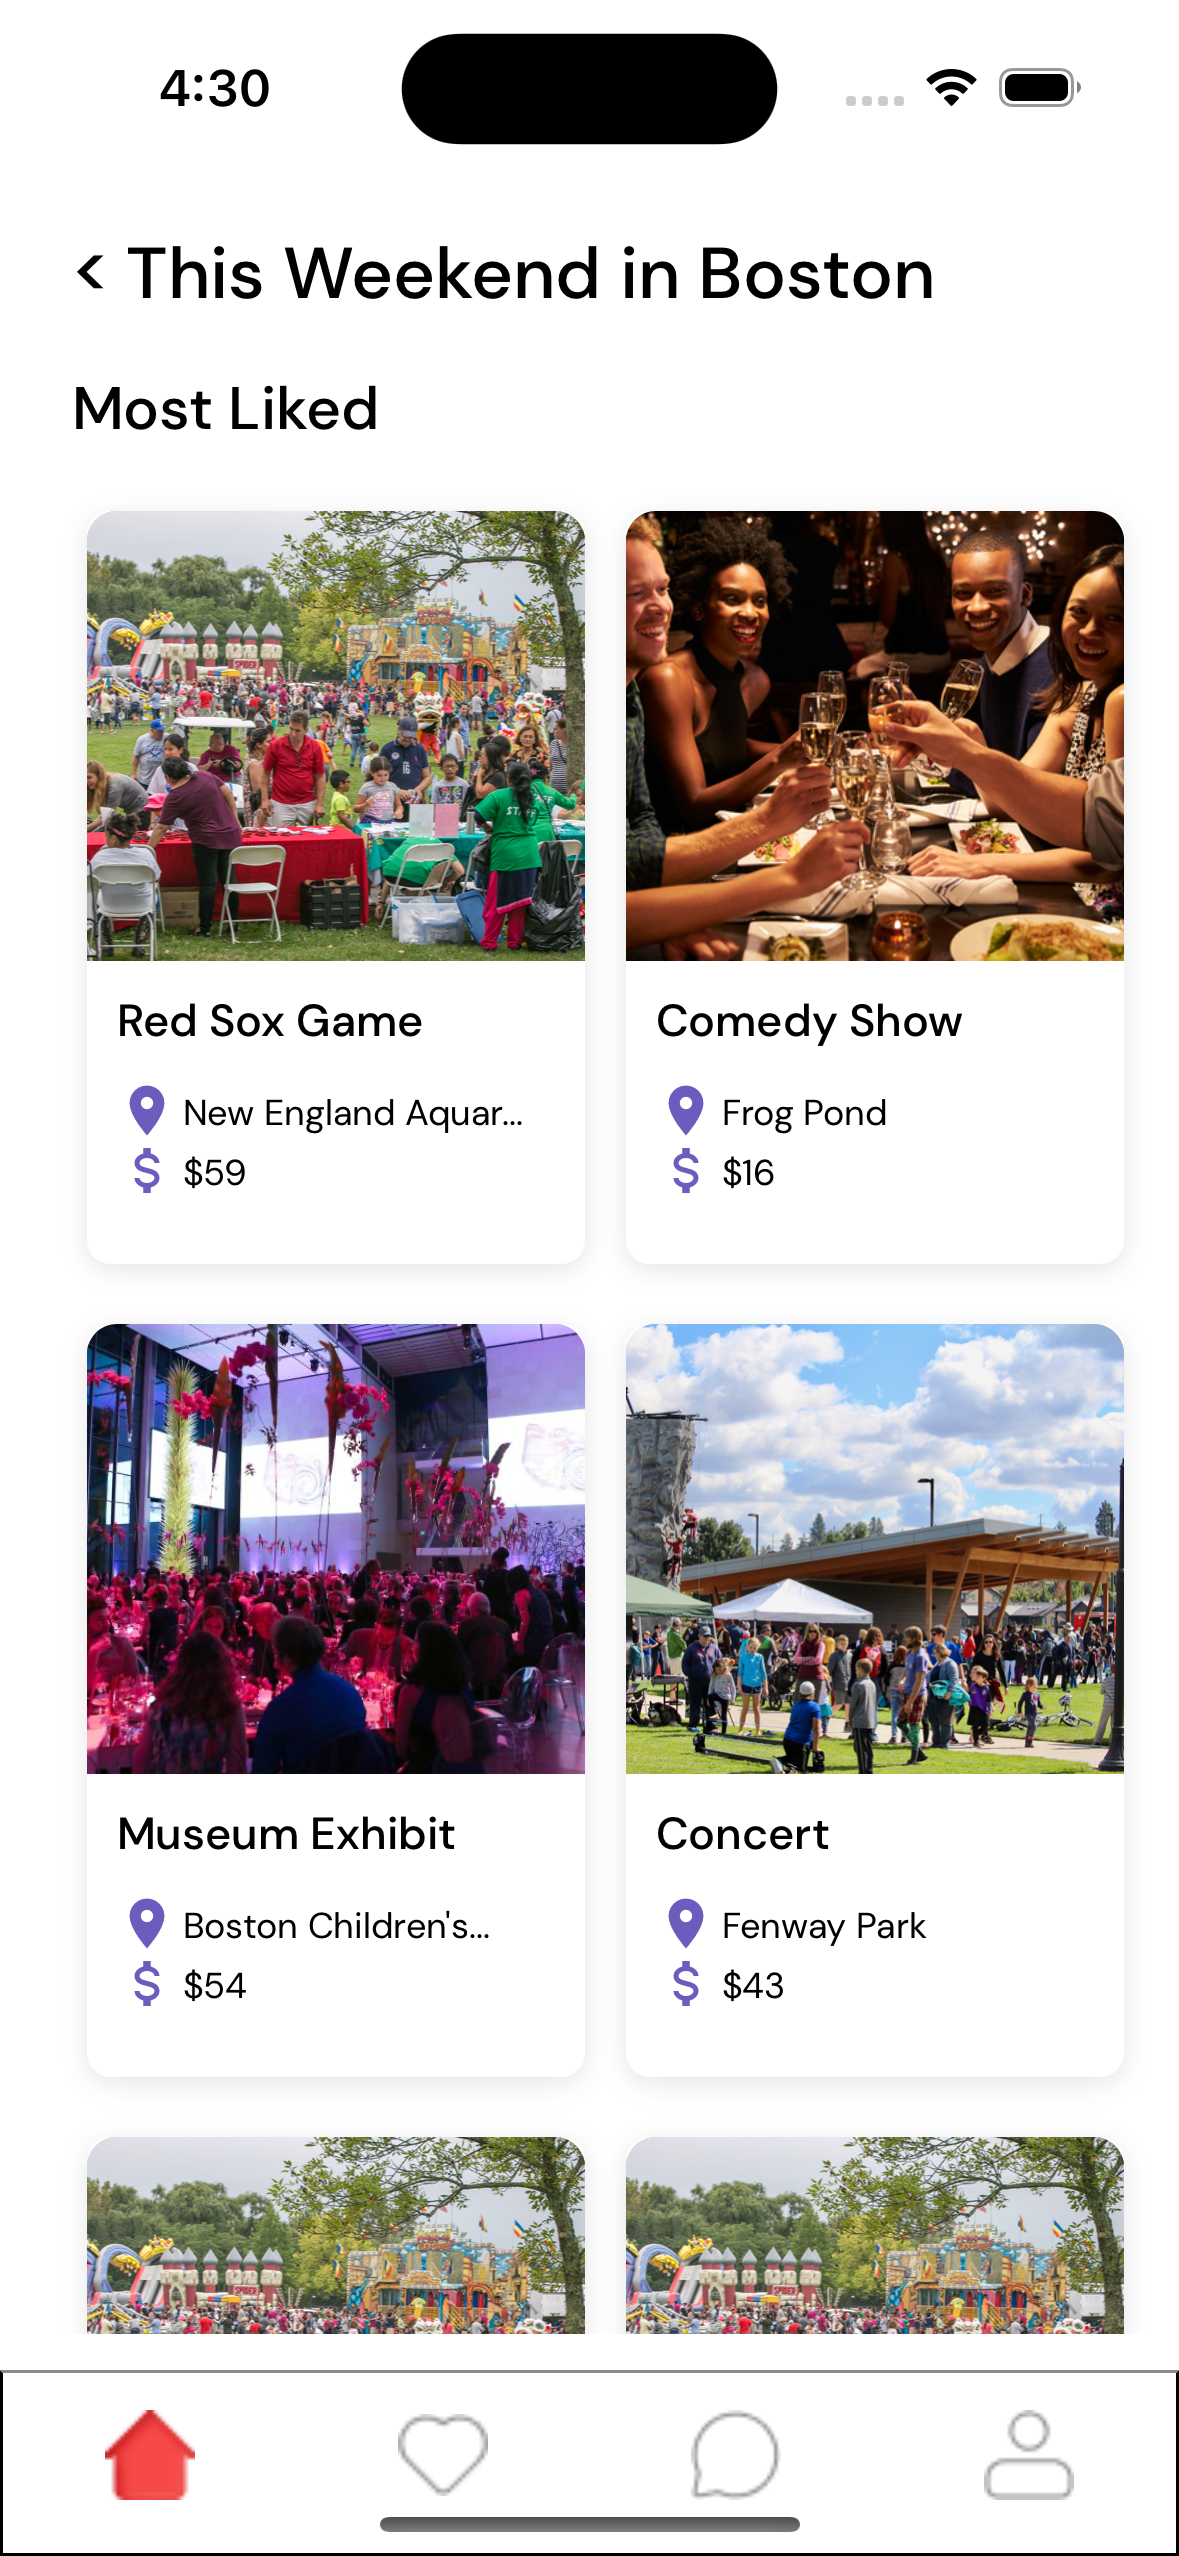 4:30
< This Weekend in Boston
Most Liked
Red Sox Game
New England Aquar...
$ $59
Comedy Show
Frog Pond
$ $16
Museum Exhibit
Boston Children's...
$ $54
Concert
Fenway Park
$ $43